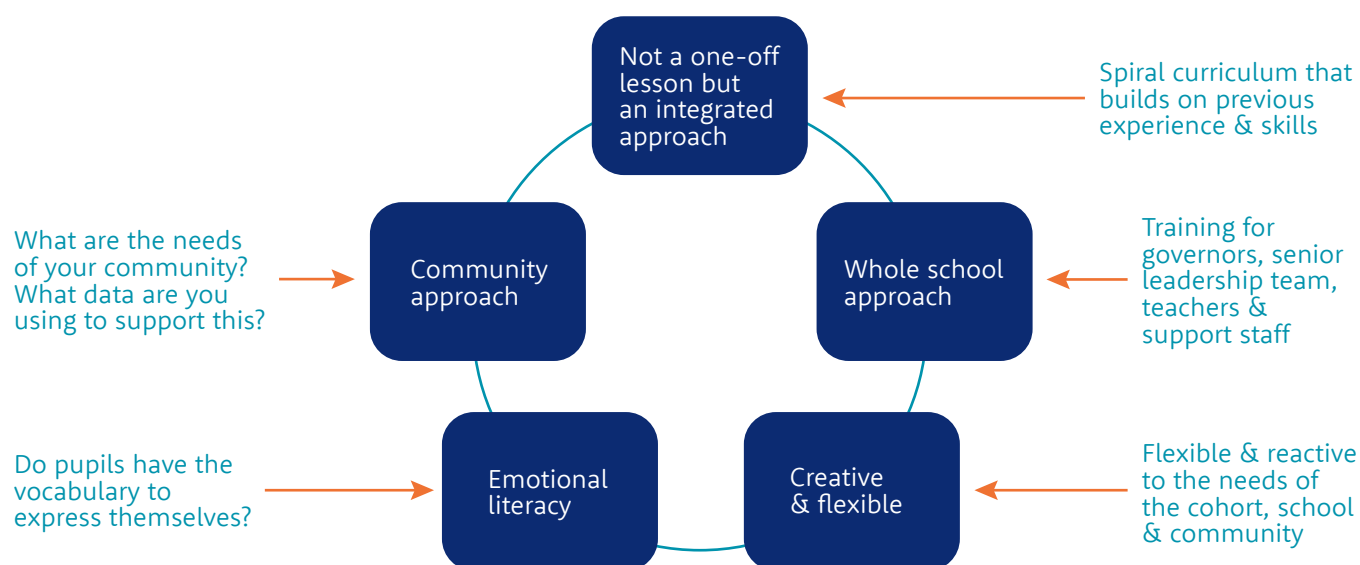 Not a one-off
lesson but
an integrated
approach
Spiral curriculum that
builds on previous
experience & skills
Whole school
approach
Training for
governors, senior
leadership team,
teachers &
support staff
Creative
& flexible
Flexible & reactive
to the needs of
the cohort, school
& community
Emotional
literacy
Do pupils have the
vocabulary to
express themselves?
Community
approach
What are the needs
of your community?
What data are you
using to support this?